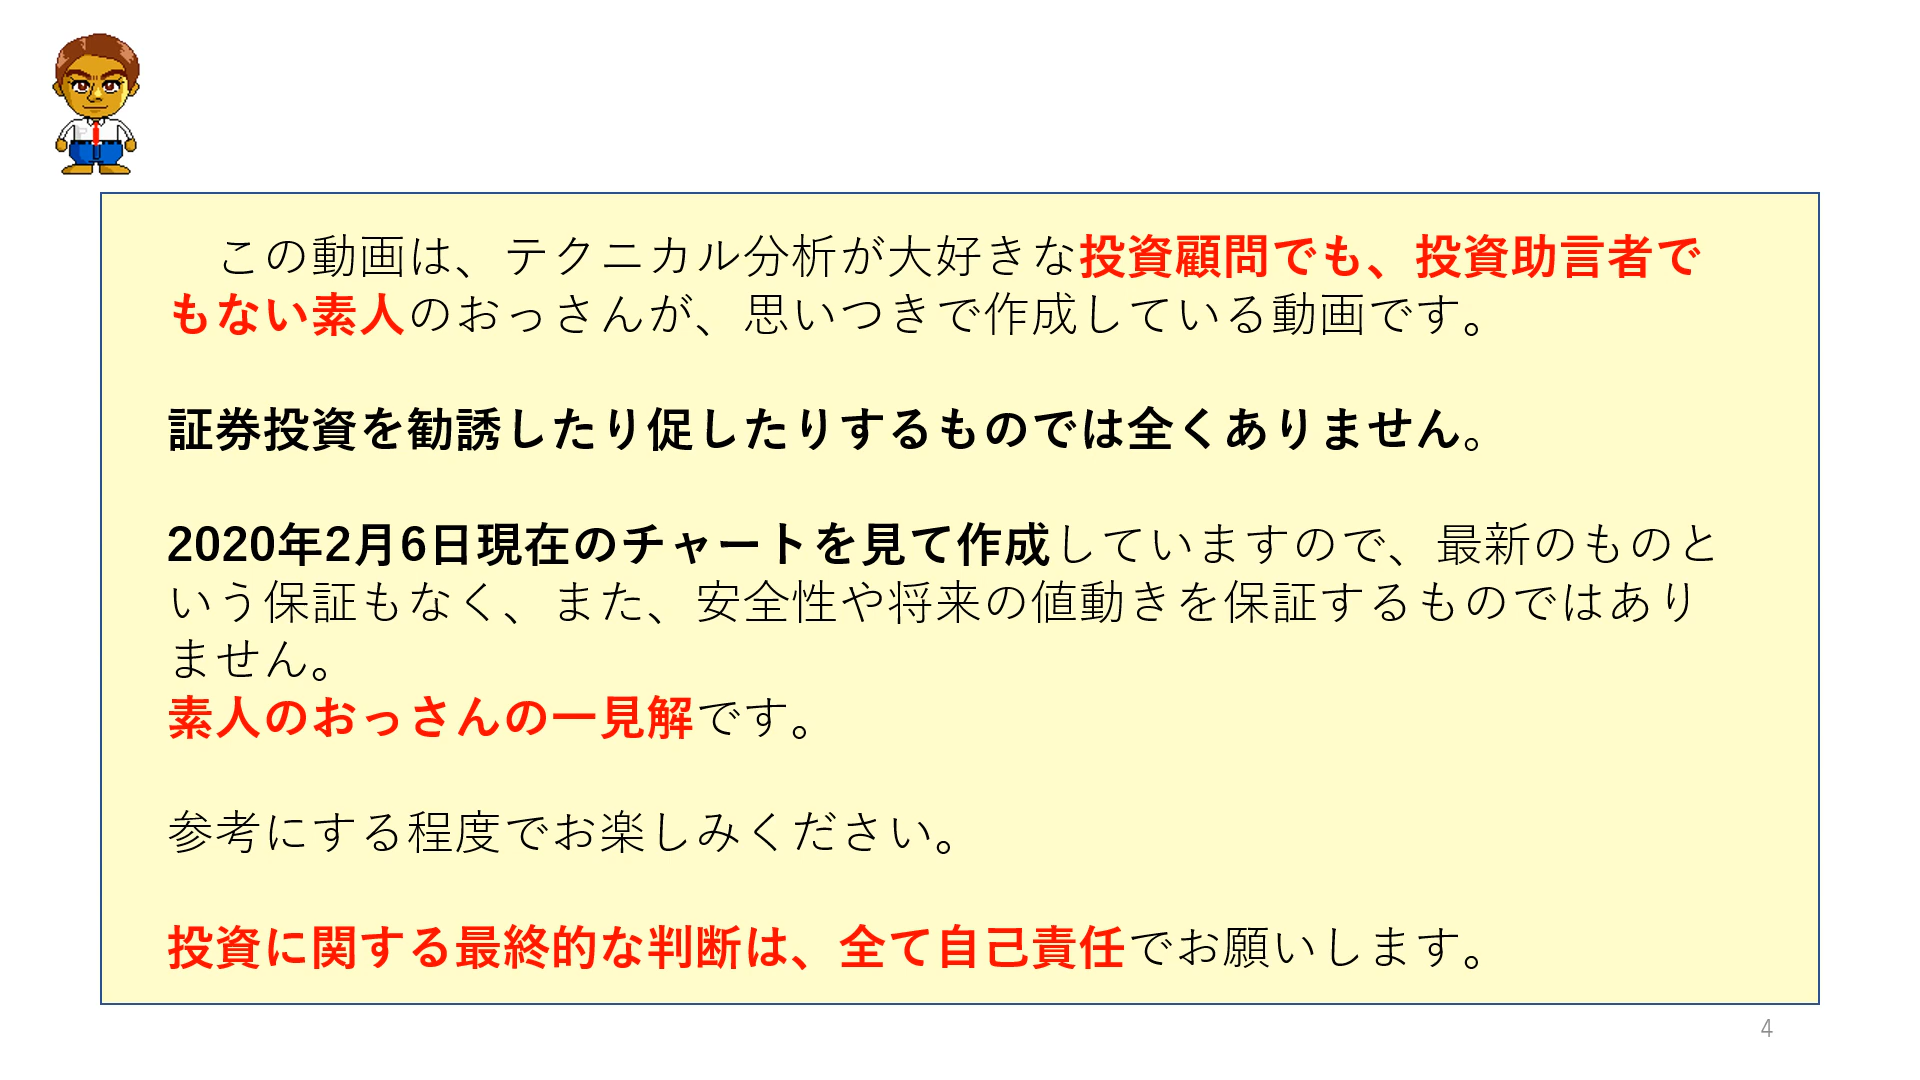 この動画は、テクニカル分析が大好きな投資顧問でも、投資助言者で
もない素人のおっさんが、思いつきで作成している動画です。
証券投資を勧誘したり促したりするものでは全くありません。
2020年2月6日現在のチャートを見て作成していますので、最新のものと
いう保証もなく、また、安全性や将来の値動きを保証するものではあり
ません。
素人のおっさんの一見解です。
参考にする程度でお楽しみください。
投資に関する最終的な判断は、全て自己責任でお願いします。
4